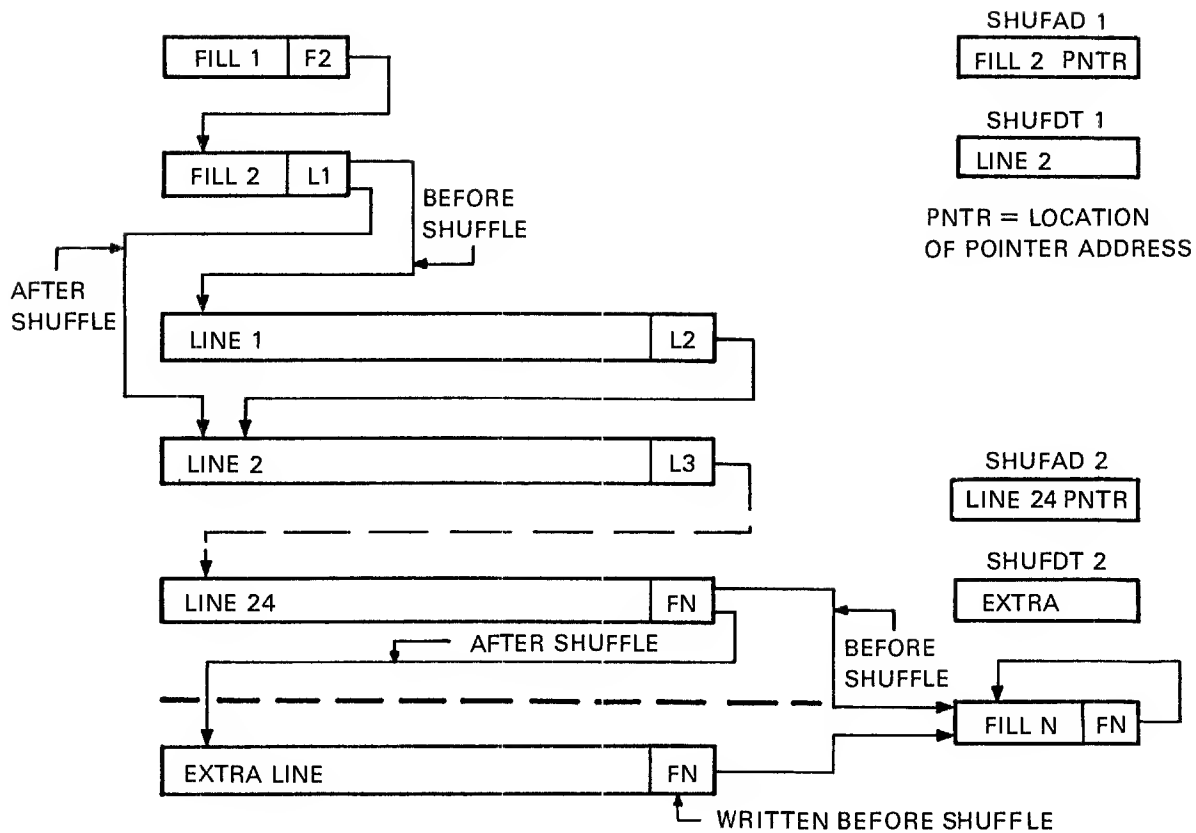 FILL 1 F2
SHUFAD 1
FILL 2 PNTR
SHUFDT 1
LINE 2
PNTR = LOCATION
OF POINTER ADDRESS
FILL 2 L1
BEFORE
SHUFFLE
AFTER
SHUFFLE
LINE 1 L2
LINE 2 L3
SHUFAD 2
LINE 24 PNTR
SHUFDT 2
EXTRA
LINE 24 FN
AFTER SHUFFLE
BEFORE
SHUFFLE
FILL N FN
EXTRA LINE FN
WRITTEN BEFORE SHUFFLE